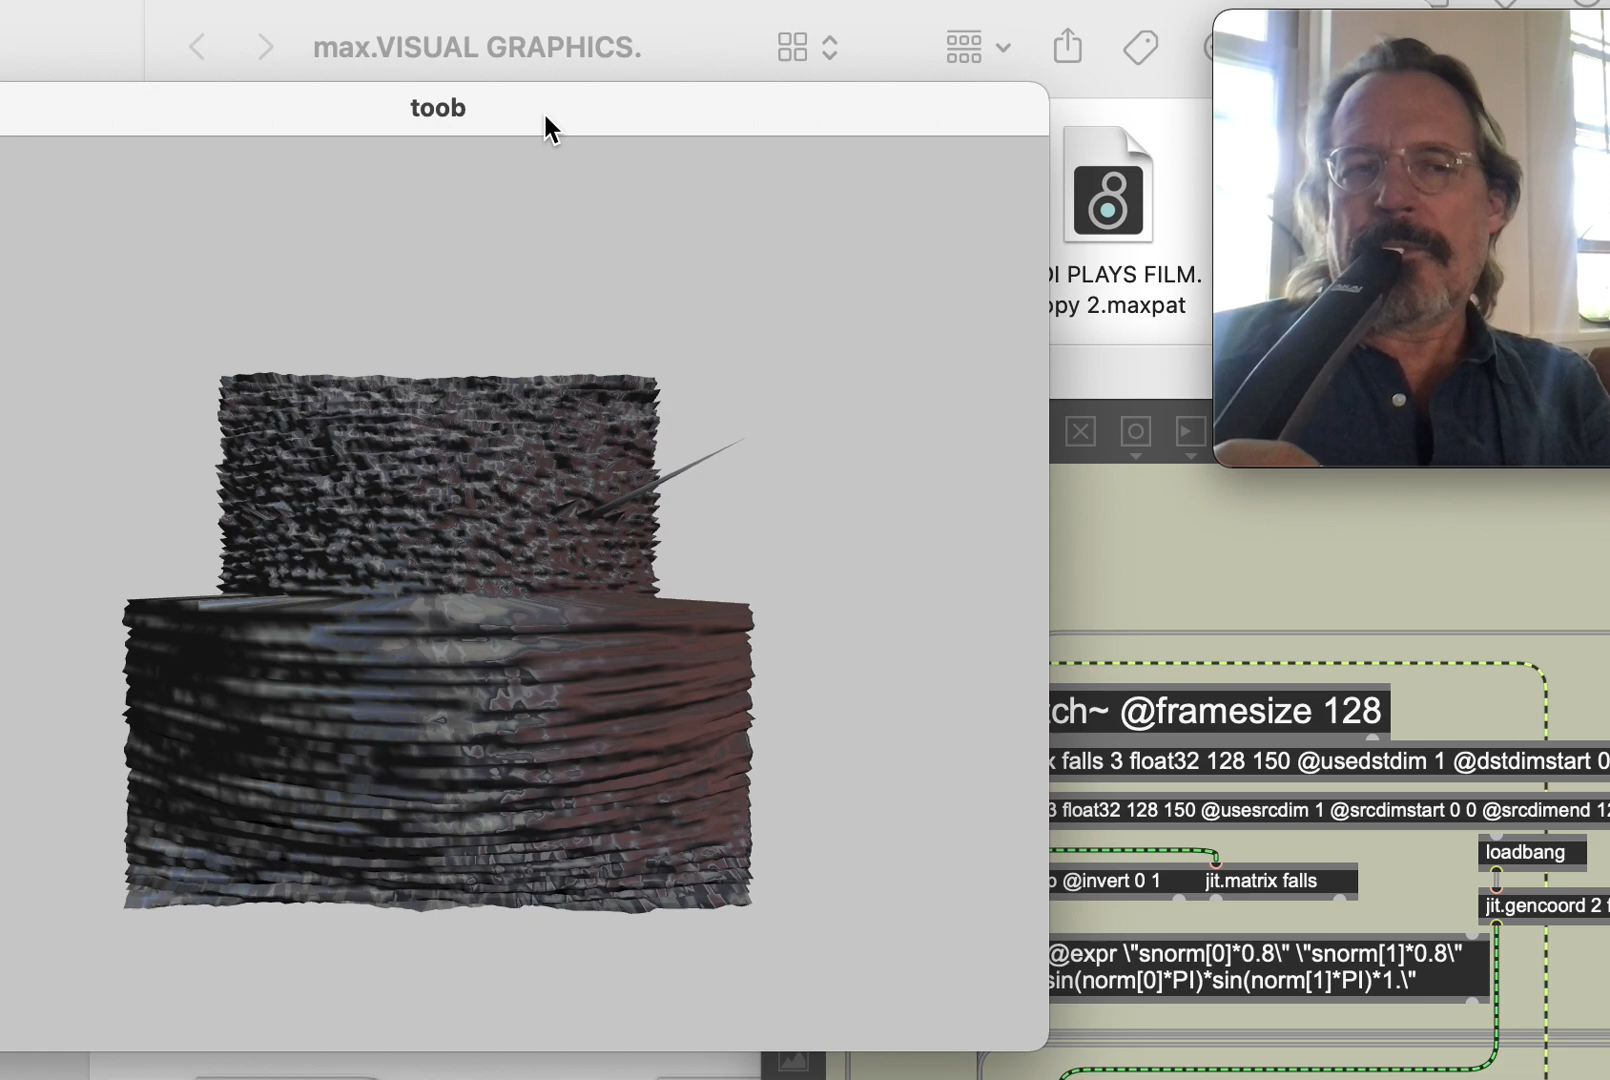 max.VISUAL GRAPHICS.
toob
I PLAYS FILM.
py 2.maxpat
AKAI
tch~ @framesize 128
x falls 3 float32 128 150 @usedstdim 1 @dstdimstart 0
3 float32 128 150 @usesrcdim 1 @srcdimstart 0 0 @srcdimend 12
loadbang
@invert 0 1
jit.matrix falls
jit.gencoord 2 f
@expr \"snorm[0]*0.8\" \"snorm[1]*0.8\"
sin(norm[0]*PI)*sin(norm[1]*PI)*1.\"